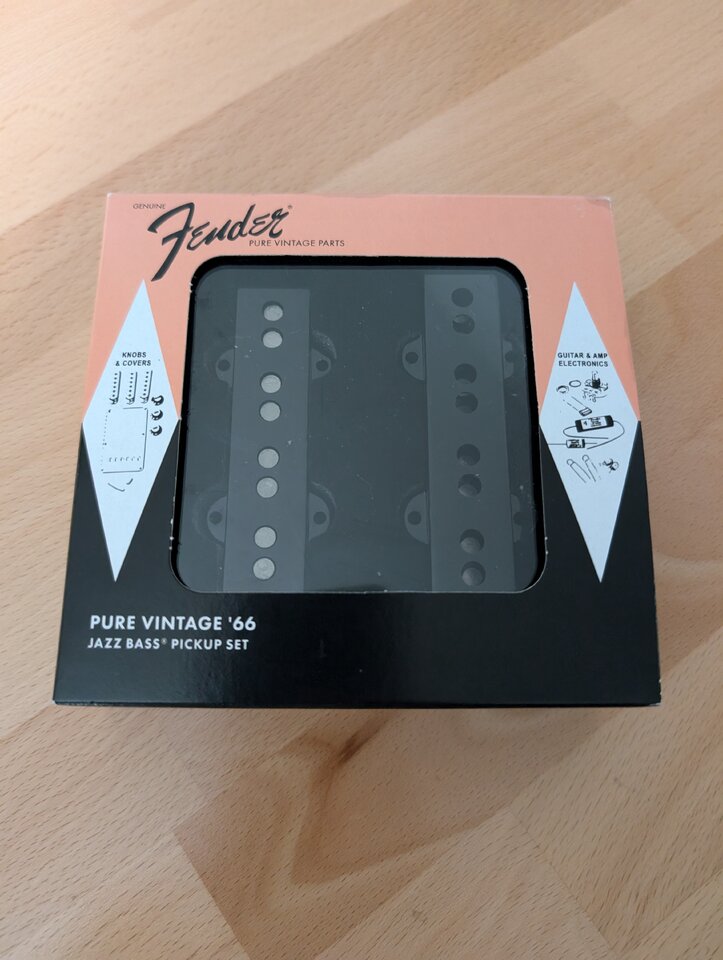 GENUINE
Fender®
PURE VINTAGE PARTS
KNOBS
& COVERS
GUITAR & AMP
ELECTRONICS
PURE VINTAGE '66
JAZZ BASS® PICKUP SET